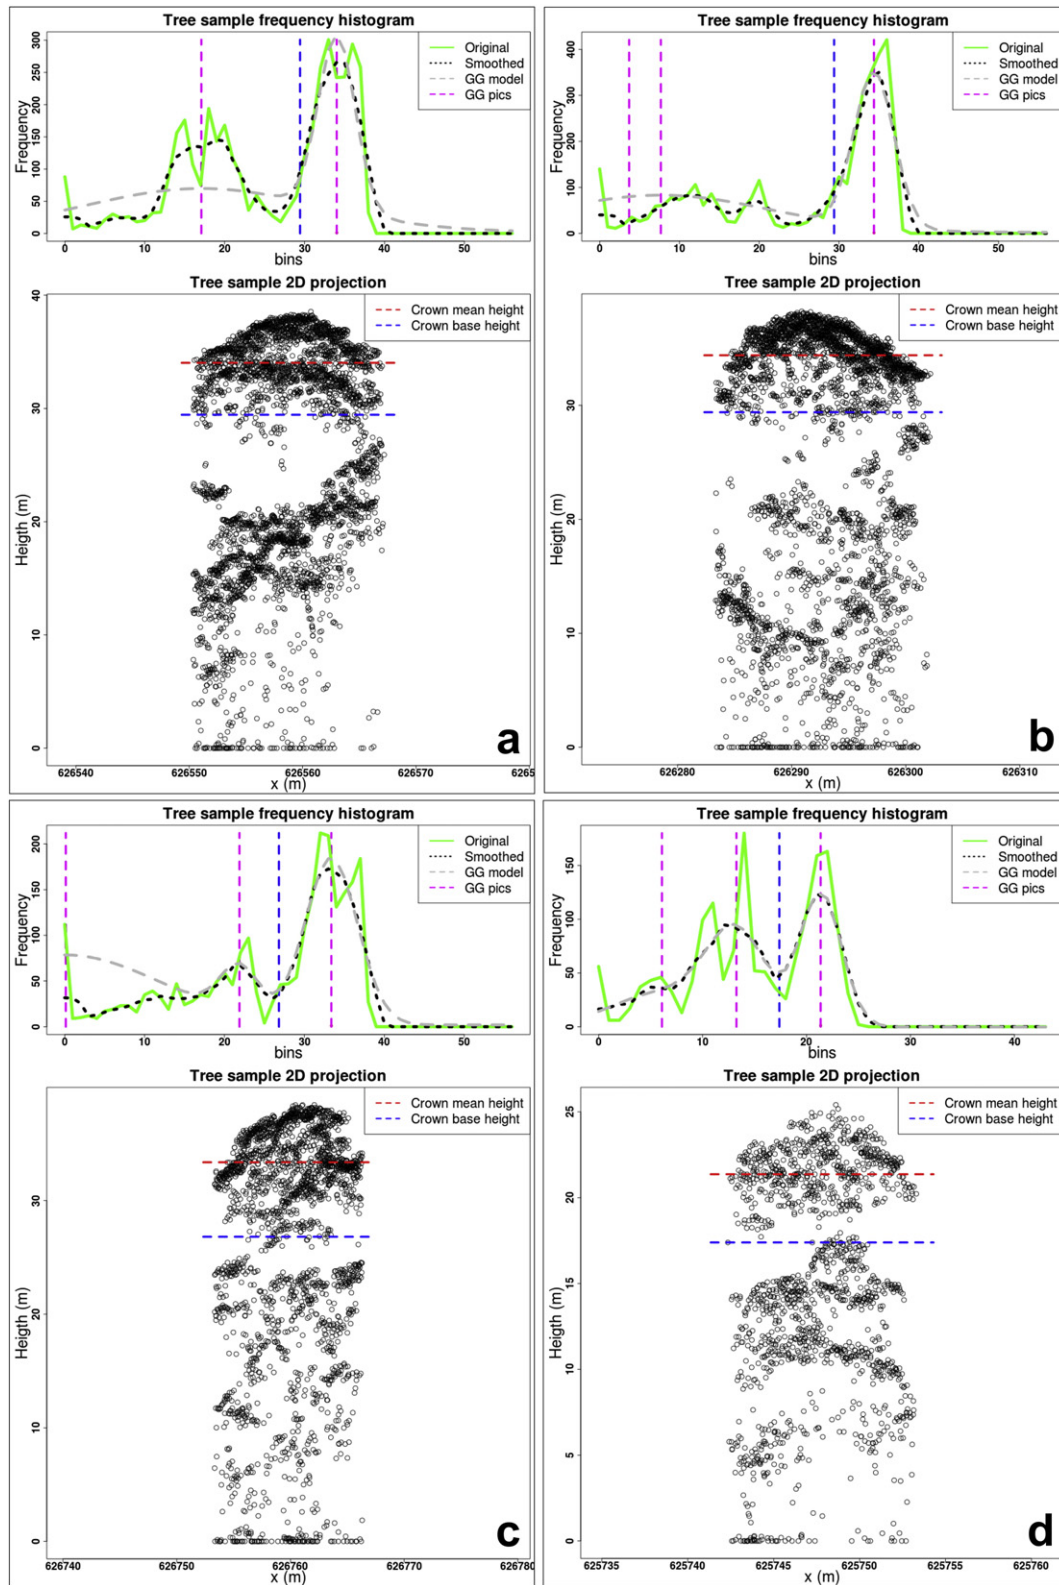 Tree sample frequency histogram
Original
Smoothed
GG model
GG pics
Frequency
0 50 100 150 200 250 300
0 10 20 30 40 50
bins
Tree sample 2D projection
Crown mean height
Crown base height
Heigth (m)
0 10 20 30 40
626540 626550 626560 626570 62658
x (m)
a
Tree sample frequency histogram
Original
Smoothed
GG model
GG pics
Frequency
0 100 200 300 400
0 10 20 30 40 50
bins
Tree sample 2D projection
Crown mean height
Crown base height
Heigth (m)
0 10 20 30
626280 626290 626300 626310
x (m)
b
Tree sample frequency histogram
Original
Smoothed
GG model
GG pics
Frequency
0 50 100 150 200
0 10 20 30 40 50
bins
Tree sample 2D projection
Crown mean height
Crown base height
Heigth (m)
0 10 20 30
626740 626750 626760 626770 626780
x (m)
c
Tree sample frequency histogram
Original
Smoothed
GG model
GG pics
Frequency
0 50 100 150
0 10 20 30 40
bins
Tree sample 2D projection
Crown mean height
Crown base height
Heigth (m)
0 5 10 15 20 25
625735 625740 625745 625750 625755 625760
x (m)
d